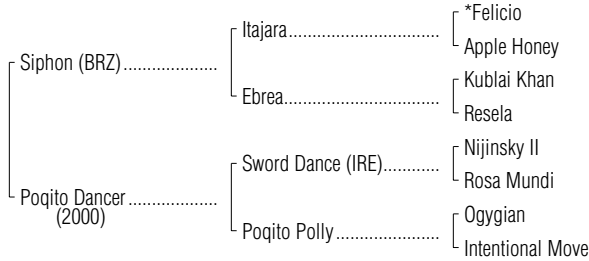 *Felicio
Itajara
Apple Honey
Siphon (BRZ)
Kublai Khan
Ebrea
Resela
Nijinsky II
Sword Dance (IRE)
Rosa Mundi
Poqito Dancer
(2000)
Ogygian
Poqito Polly
Intentional Move